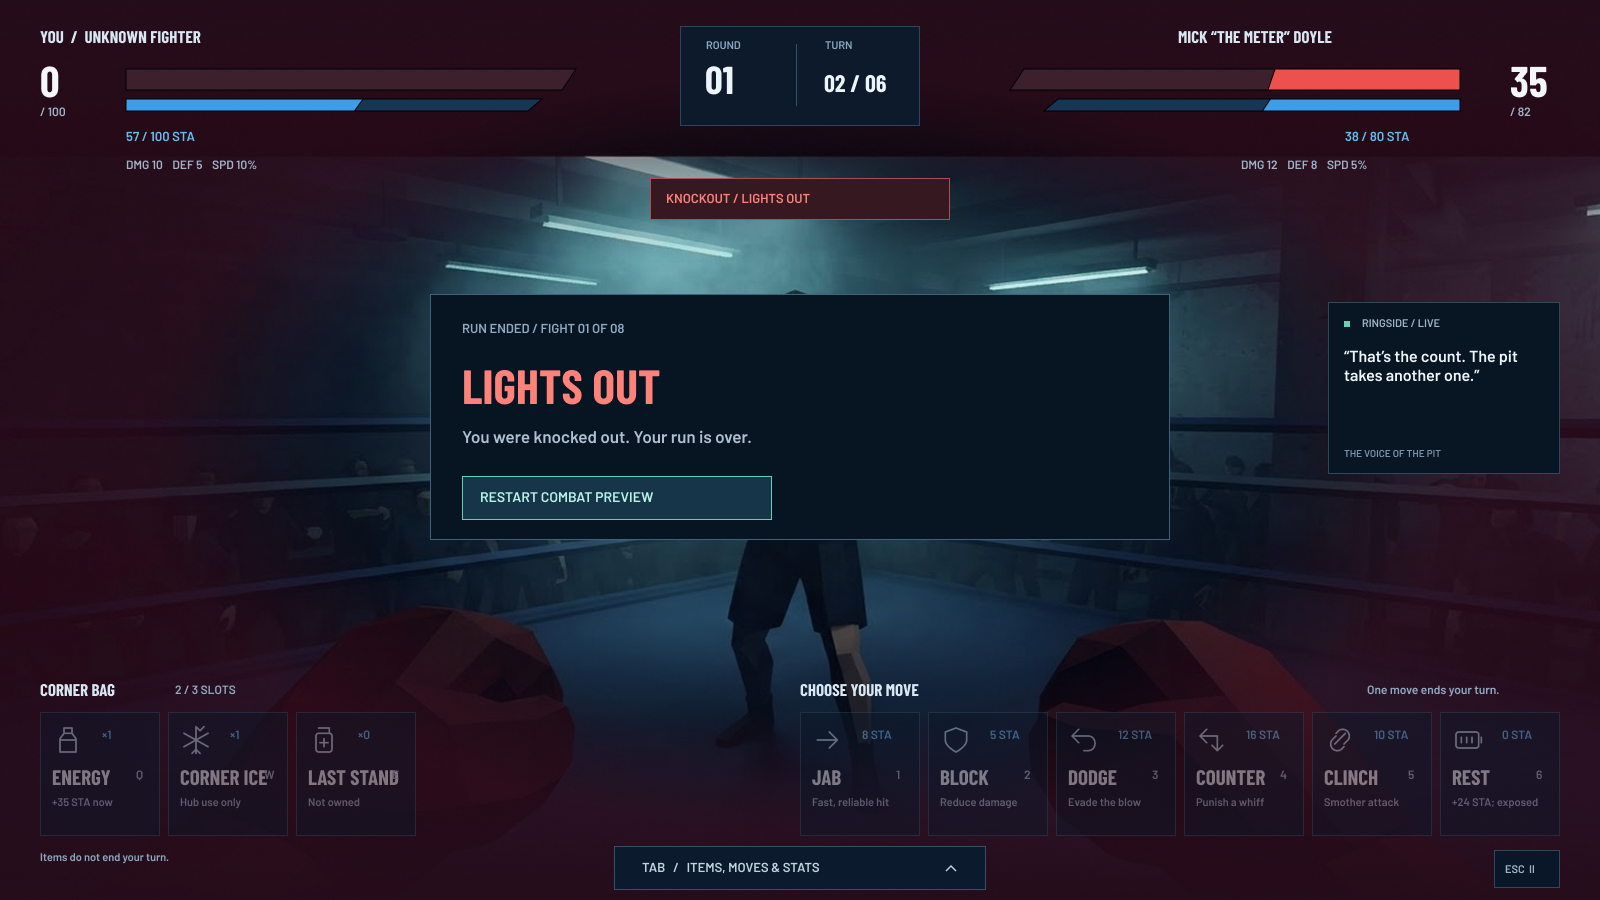 YOU / UNKNOWN FIGHTER
0
/ 100
57 / 100 STA
DMG 10 DEF 5 SPD 10%
ROUND
01
TURN
02 / 06
MICK “THE METER” DOYLE
35
/ 82
38 / 80 STA
DMG 12 DEF 8 SPD 5%
KNOCKOUT / LIGHTS OUT
RUN ENDED / FIGHT 01 OF 08
LIGHTS OUT
You were knocked out. Your run is over.
RESTART COMBAT PREVIEW
RINGSIDE / LIVE
“That’s the count. The pit
takes another one.”
THE VOICE OF THE PIT
CORNER BAG
2 / 3 SLOTS
×1
ENERGY
Q
+35 STA now
×1
CORNER ICE
W
Hub use only
×0
LAST STAND
Not owned
Items do not end your turn.
CHOOSE YOUR MOVE
One move ends your turn.
8 STA
JAB
1
Fast, reliable hit
5 STA
BLOCK
2
Reduce damage
12 STA
DODGE
3
Evade the blow
16 STA
COUNTER
4
Punish a whiff
10 STA
CLINCH
5
Smother attack
0 STA
REST
6
+24 STA; exposed
TAB / ITEMS, MOVES & STATS
ESC II